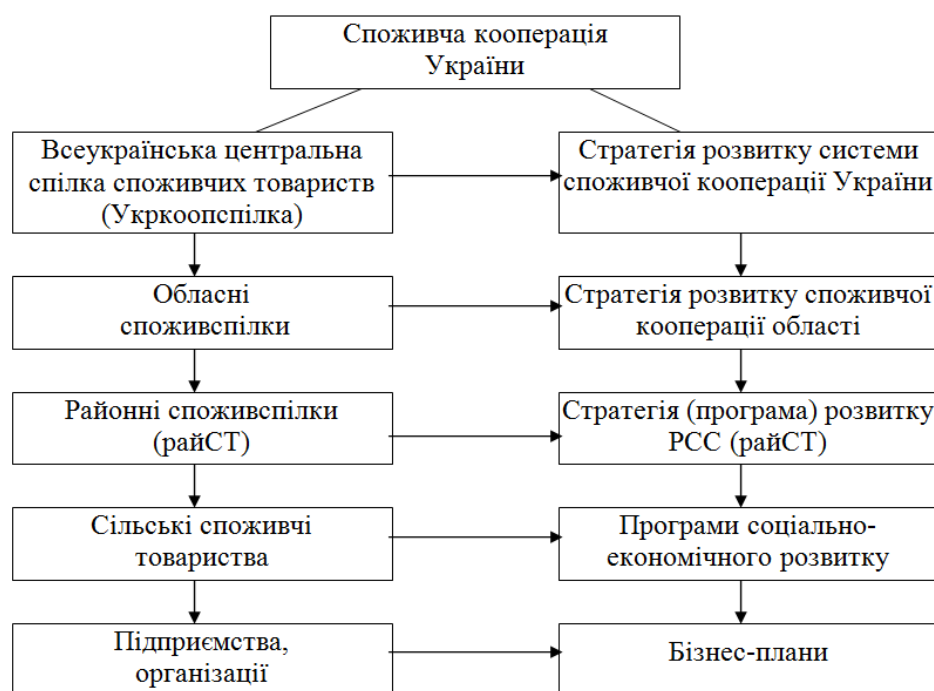 Споживча кооперація
України
Всеукраїнська центральна
спілка споживчих товариств
(Укркоопспілка)
Стратегія розвитку системи
споживчої кооперації України
Обласні
споживспілки
Стратегія розвитку споживчої
кооперації області
Районні споживспілки
(райСТ)
Стратегія (програма) розвитку
РСС (райСТ)
Сільські споживчі
товариства
Програми соціально-
економічного розвитку
Підприємства,
організації
Бізнес-плани